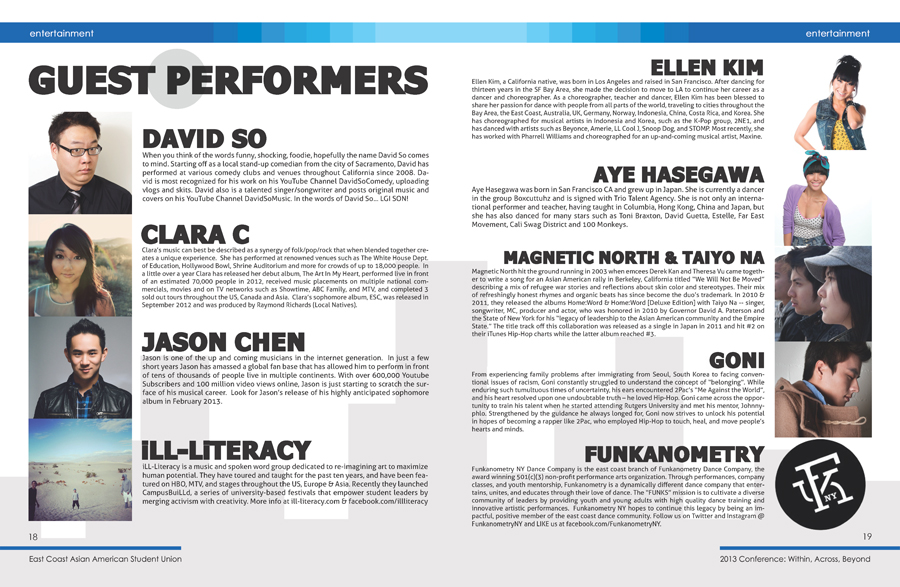 entertainment
GUEST PERFORMERS
DAVID SO
When you think of the words funny, shocking, foodie, hopefully the name David So comes
to mind. Starting off as a local stand-up comedian from the city of Sacramento, David has
performed at various comedy clubs and venues throughout California since 2008. Da-
vid is most recognized for his work on his YouTube Channel DavidSoComedy, uploading
vlogs and skits. David also is a talented singer/songwriter and posts original music and
covers on his YouTube Channel DavidSoMusic. In the words of David So... LGI SON!
CLARA C
Clara's music can best be described as a synergy of folk/pop/rock that when blended together cre-
ates a unique experience. She has performed at renowned venues such as The White House Dept.
of Education, Hollywood Bowl, Shrine Auditorium and more for crowds of up to 18,000 people. In
a little over a year Clara has released her debut album, The Art In My Heart, performed live in front
of an estimated 70,000 people in 2012, received music placements on multiple national com-
mercials, movies and on TV networks such as Showtime, ABC Family, and MTV, and completed 3
sold out tours throughout the US, Canada and Asia. Clara's sophomore album, ESC, was released in
September 2012 and was produced by Raymond Richards (Local Natives).
JASON CHEN
Jason is one of the up and coming musicians in the internet generation. In just a few
short years Jason has amassed a global fan base that has allowed him to perform in front
of tens of thousands of people live in multiple continents. With over 600,000 Youtube
Subscribers and 100 million video views online, Jason is just starting to scratch the sur-
face of his musical career. Look for Jason's release of his highly anticipated sophomore
album in February 2013.
iLL-LITERACY
iLL-Literacy is a music and spoken word group dedicated to re-imagining art to maximize
human potential. They have toured and taught for the past ten years, and have been fea-
tured on HBO, MTV, and stages throughout the US, Europe & Asia. Recently they launched
CampusBuiLLd, a series of university-based festivals that empower student leaders by
merging activism with creativity. More info at ill-literacy.com & facebook.com/illliteracy
18
East Coast Asian American Student Union
entertainment
ELLEN KIM
Ellen Kim, a California native, was born in Los Angeles and raised in San Francisco. After dancing for
thirteen years in the SF Bay Area, she made the decision to move to LA to continue her career as a
dancer and choreographer. As a choreographer, teacher and dancer, Ellen Kim has been blessed to
share her passion for dance with people from all parts of the world, traveling to cities throughout the
Bay Area, the East Coast, Australia, UK, Germany, Norway, Indonesia, China, Costa Rica, and Korea. She
has choreographed for musical artists in Indonesia and Korea, such as the K-Pop group, 2NE1, and
has danced with artists such as Beyonce, Amerie, LL Cool J, Snoop Dog, and STOMP. Most recently, she
has worked with Pharrell Williams and choreographed for an up-and-coming musical artist, Maxine.
AYE HASEGAWA
Aye Hasegawa was born in San Francisco CA and grew up in Japan. She is currently a dancer
in the group Boxcuttuhz and is signed with Trio Talent Agency. She is not only an interna-
tional performer and teacher, having taught in Columbia, Hong Kong, China and Japan, but
she has also danced for many stars such as Toni Braxton, David Guetta, Estelle, Far East
Movement, Cali Swag District and 100 Monkeys.
MAGNETIC NORTH & TAIYO NA
Magnetic North hit the ground running in 2003 when emcees Derek Kan and Theresa Vu came togeth-
er to write a song for an Asian American rally in Berkeley, California titled "We Will Not Be Moved"
describing a mix of refugee war stories and reflections about skin color and stereotypes. Their mix
of refreshingly honest rhymes and organic beats has since become the duo's trademark. In 2010 &
2011, they released the albums Home:Word & Home:Word [Deluxe Edition] with Taiyo Na -- singer,
songwriter, MC, producer and actor, who was honored in 2010 by Governor David A. Paterson and
the State of New York for his "legacy of leadership to the Asian American community and the Empire
State." The title track off this collaboration was released as a single in Japan in 2011 and hit #2 on
their iTunes Hip-Hop charts while the latter album reached #3.
GONI
From experiencing family problems after immigrating from Seoul, South Korea to facing conven-
tional issues of racism, Goni constantly struggled to understand the concept of "belonging". While
enduring such tumultuous times of uncertainty, his ears encountered 2Pac's "Me Against the World",
and his heart resolved upon one undoubtable truth – he loved Hip-Hop. Goni came across the oppor-
tunity to train his talent when he started attending Rutgers University and met his mentor, Johnny-
phlo. Strengthened by the guidance he always longed for, Goni now strives to unlock his potential
in hopes of becoming a rapper like 2Pac, who employed Hip-Hop to touch, heal, and move people's
hearts and minds.
FUNKANOMETRY
Funkanometry NY Dance Company is the east coast branch of Funkanometry Dance Company, the
award winning 501(c)(3) non-profit performance arts organization. Through performances, company
classes, and youth mentorship, Funkanometry is a dynamically different dance company that enter-
tains, unites, and educates through their love of dance. The "FUNKS" mission is to cultivate a diverse
community of leaders by providing youth and young adults with high quality dance training and
innovative artistic performances. Funkanometry NY hopes to continue this legacy by being an im-
pactful, positive member of the east coast dance community. Follow us on Twitter and Instagram @
FunkanometryNY and LIKE us at facebook.com/FunkanometryNY.
NY
19
2013 Conference: Within, Across, Beyond